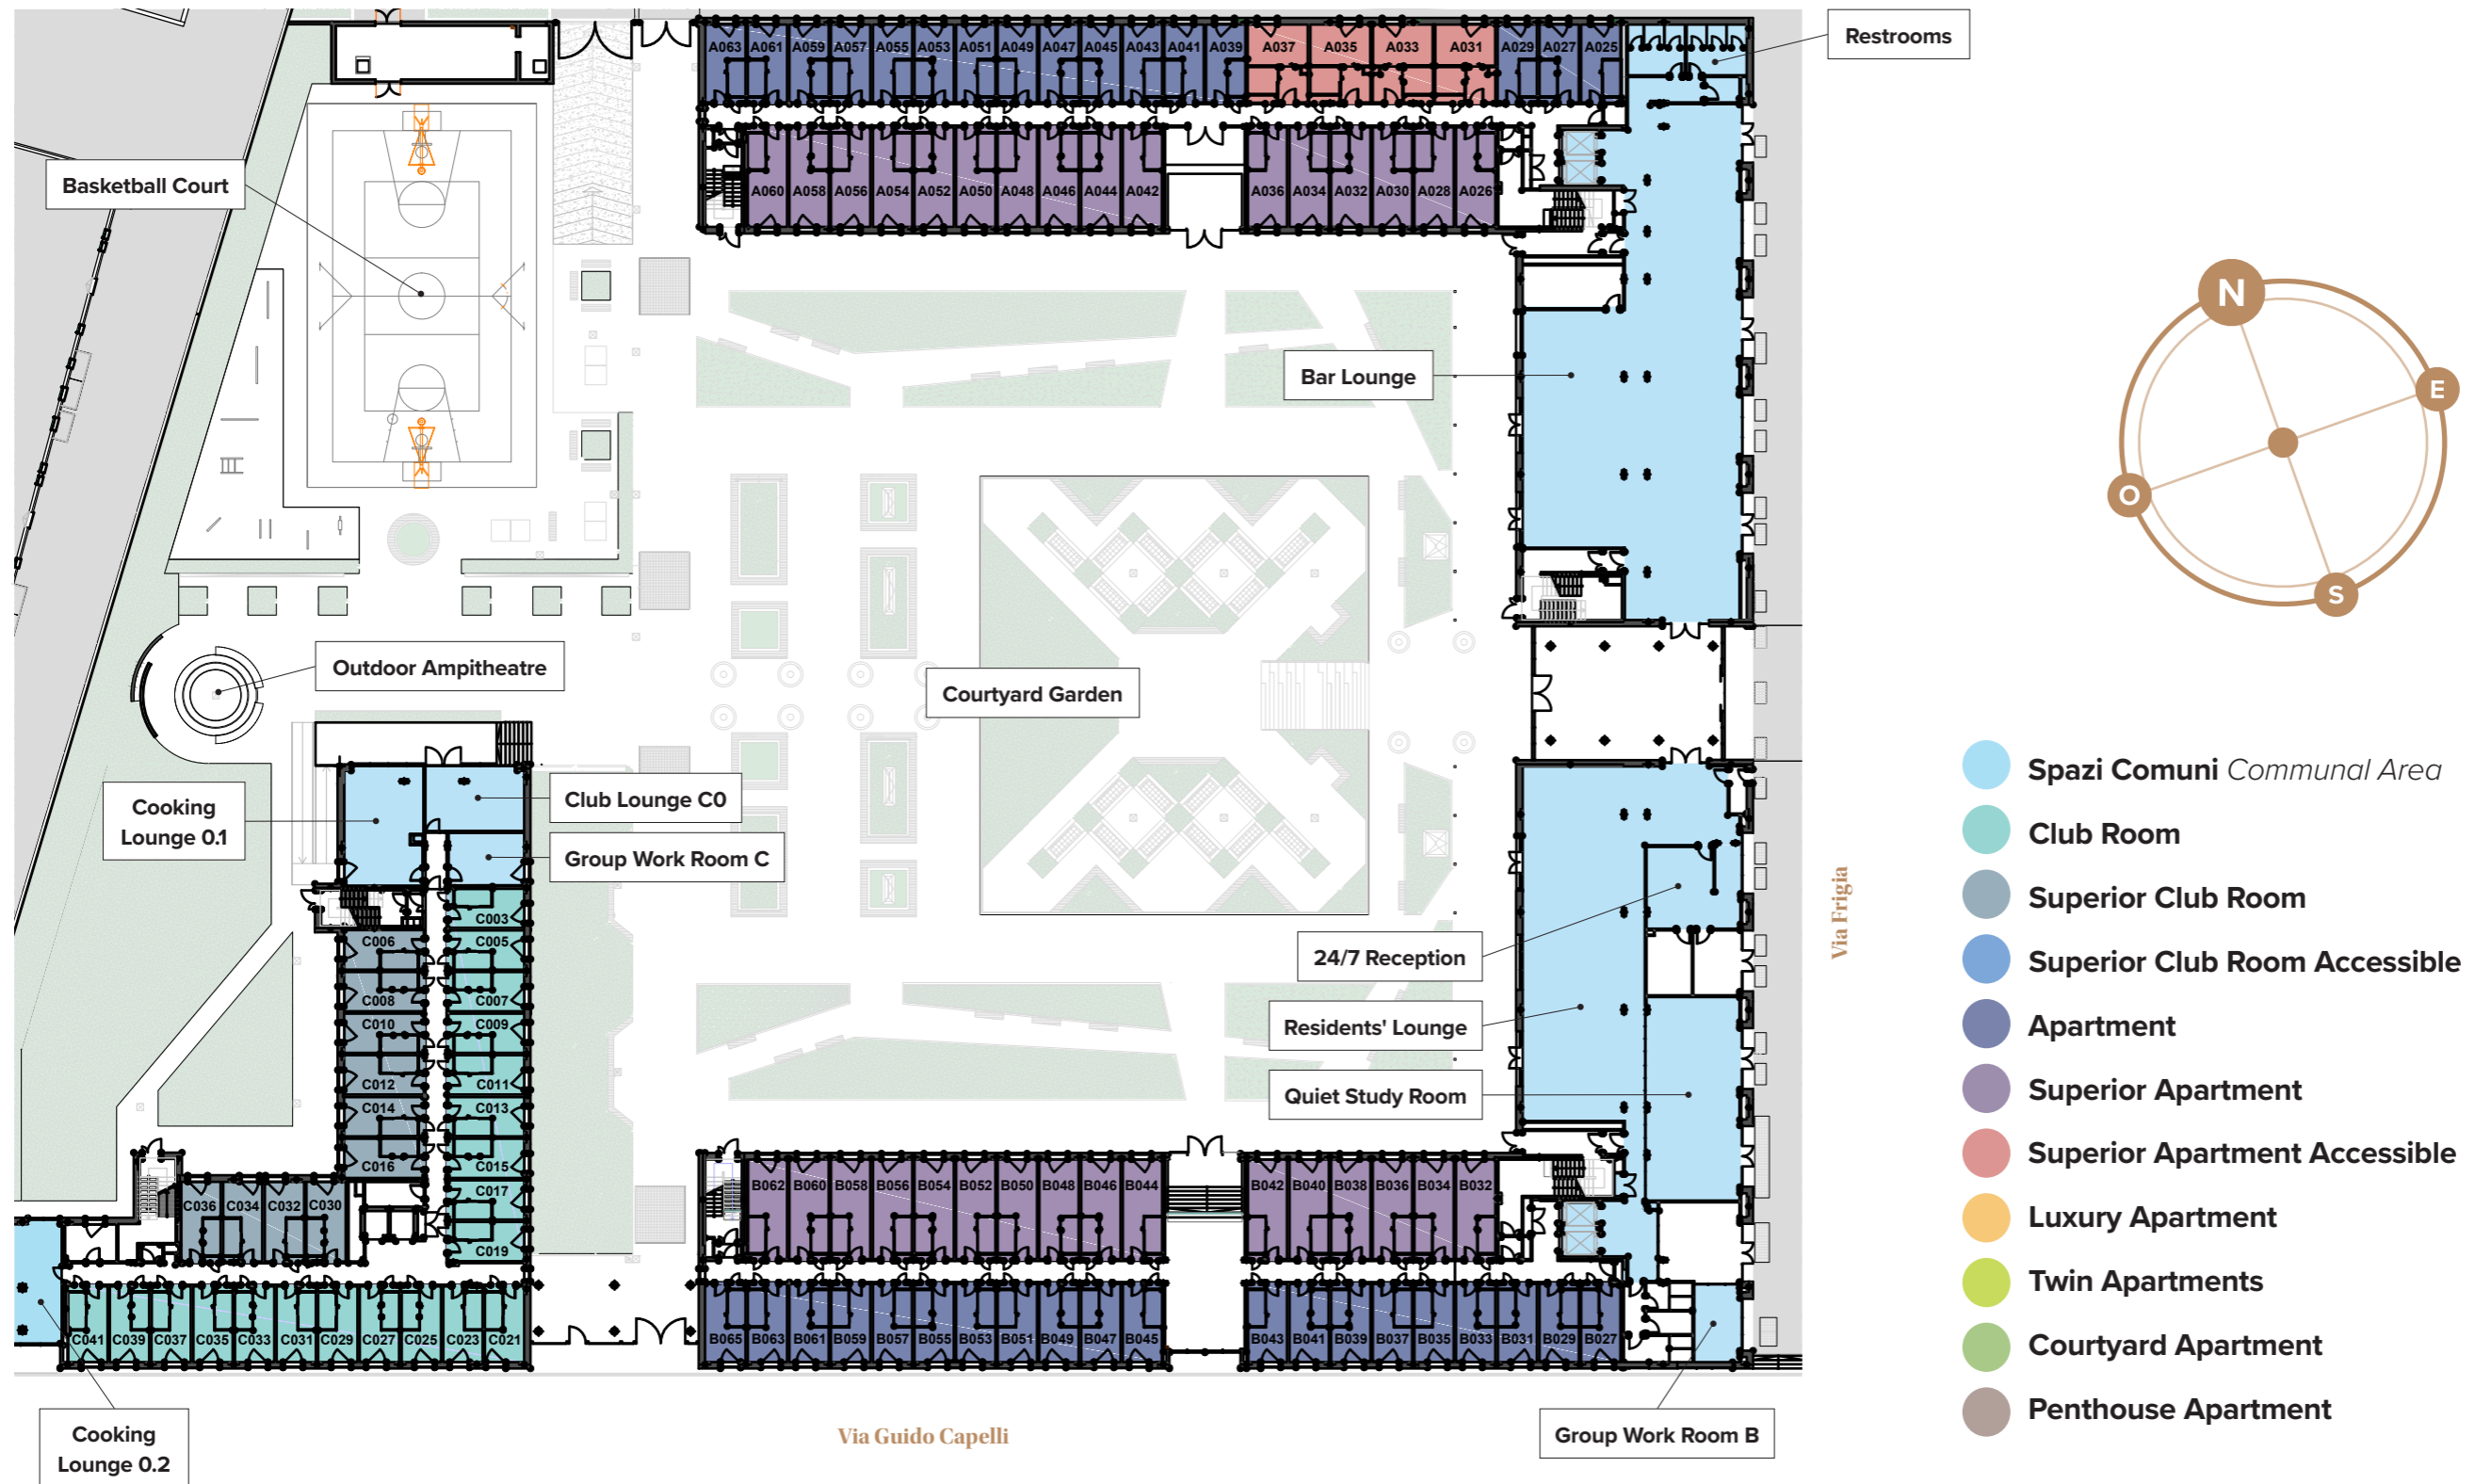 A063 A061 A059 A057 A055 A053 A051 A049 A047 A045 A043 A041 A039 A037 A035 A033 A031 A029 A027 A025
Restrooms
Basketball Court
A060 A058 A056 A054 A052 A050 A048 A046 A044 A042 A036 A034 A032 A030 A028 A026
N
E
O
S
Bar Lounge
Outdoor Ampitheatre
Courtyard Garden
Cooking
Lounge 0.1
Club Lounge C0
Group Work Room C
C003
C006 C005
C008 C007
C010 C009
C012 C011
C014 C013
C016 C015
C017
C019
C036 C034 C032 C030
C041 C039 C037 C035 C033 C031 C029 C027 C025 C023 C021
24/7 Reception
Residents' Lounge
Quiet Study Room
Via Frigia
B062 B060 B058 B056 B054 B052 B050 B048 B046 B044 B042 B040 B038 B036 B034 B032
B065 B063 B061 B059 B057 B055 B053 B051 B049 B047 B045 B043 B041 B039 B037 B035 B033 B031 B029 B027
Cooking
Lounge 0.2
Via Guido Capelli
Group Work Room B
Spazi Comuni Communal Area
Club Room
Superior Club Room
Superior Club Room Accessible
Apartment
Superior Apartment
Superior Apartment Accessible
Luxury Apartment
Twin Apartments
Courtyard Apartment
Penthouse Apartment